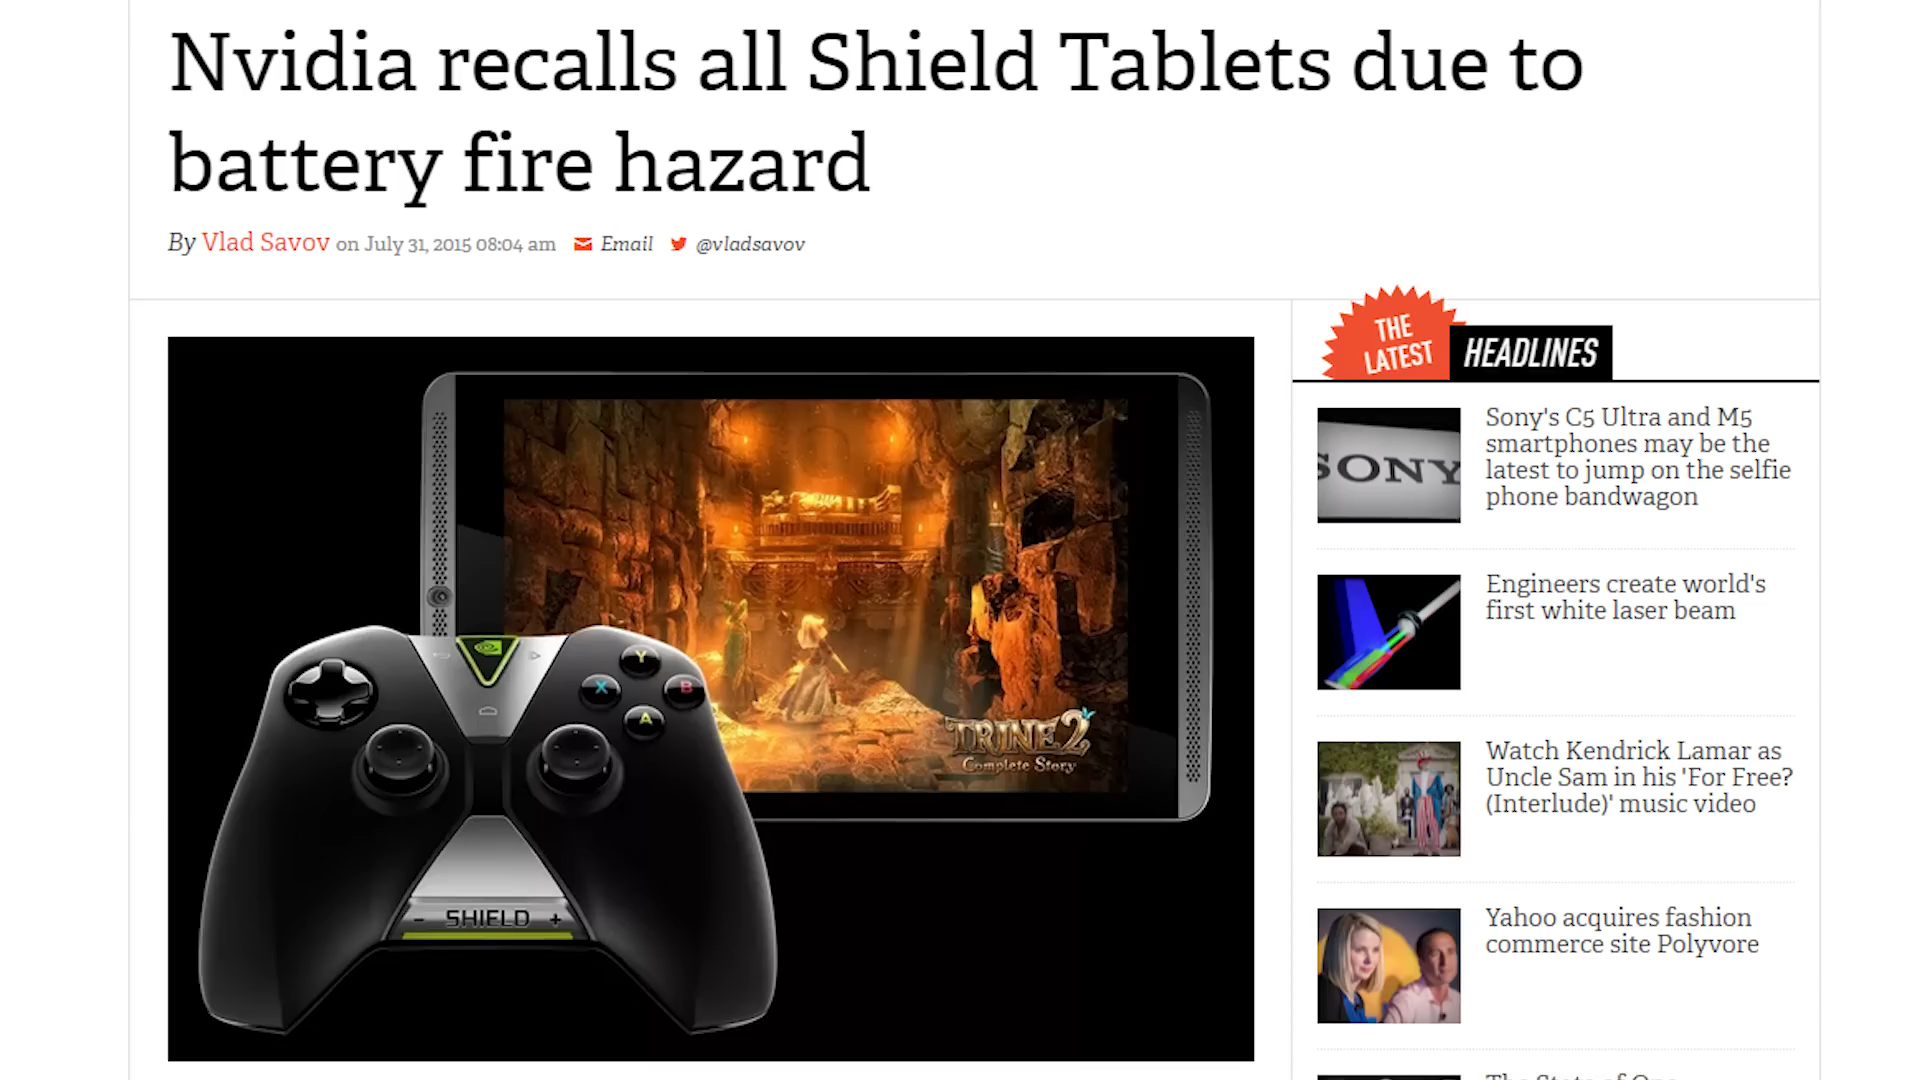 Nvidia recalls all Shield Tablets due to
battery fire hazard
By Vlad Savov on July 31, 2015 08:04 am Email @vladsavov
THE
LATEST
HEADLINES
TRINE 2
Complete Story
Y
X
B
A
- SHIELD +
SONY
Sony's C5 Ultra and M5
smartphones may be the
latest to jump on the selfie
phone bandwagon
Engineers create world's
first white laser beam
Watch Kendrick Lamar as
Uncle Sam in his 'For Free?
(Interlude)' music video
Yahoo acquires fashion
commerce site Polyvore